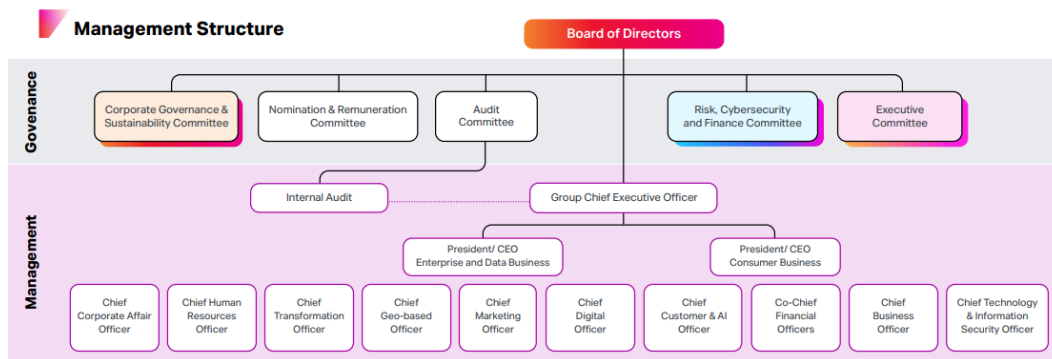 Management Structure
Board of Directors
Governance
Corporate Governance &
Sustainability Committee
Nomination & Remuneration
Committee
Audit
Committee
Risk, Cybersecurity
and Finance Committee
Executive
Committee
Management
Internal Audit
Group Chief Executive Officer
President/ CEO
Enterprise and Data Business
President/ CEO
Consumer Business
Chief
Corporate Affair
Officer
Chief Human
Resources
Officer
Chief
Transformation
Officer
Chief
Geo-based
Officer
Chief
Marketing
Officer
Chief
Digital
Officer
Chief
Customer & AI
Officer
Co-Chief
Financial
Officers
Chief
Business
Officer
Chief Technology
& Information
Security Officer